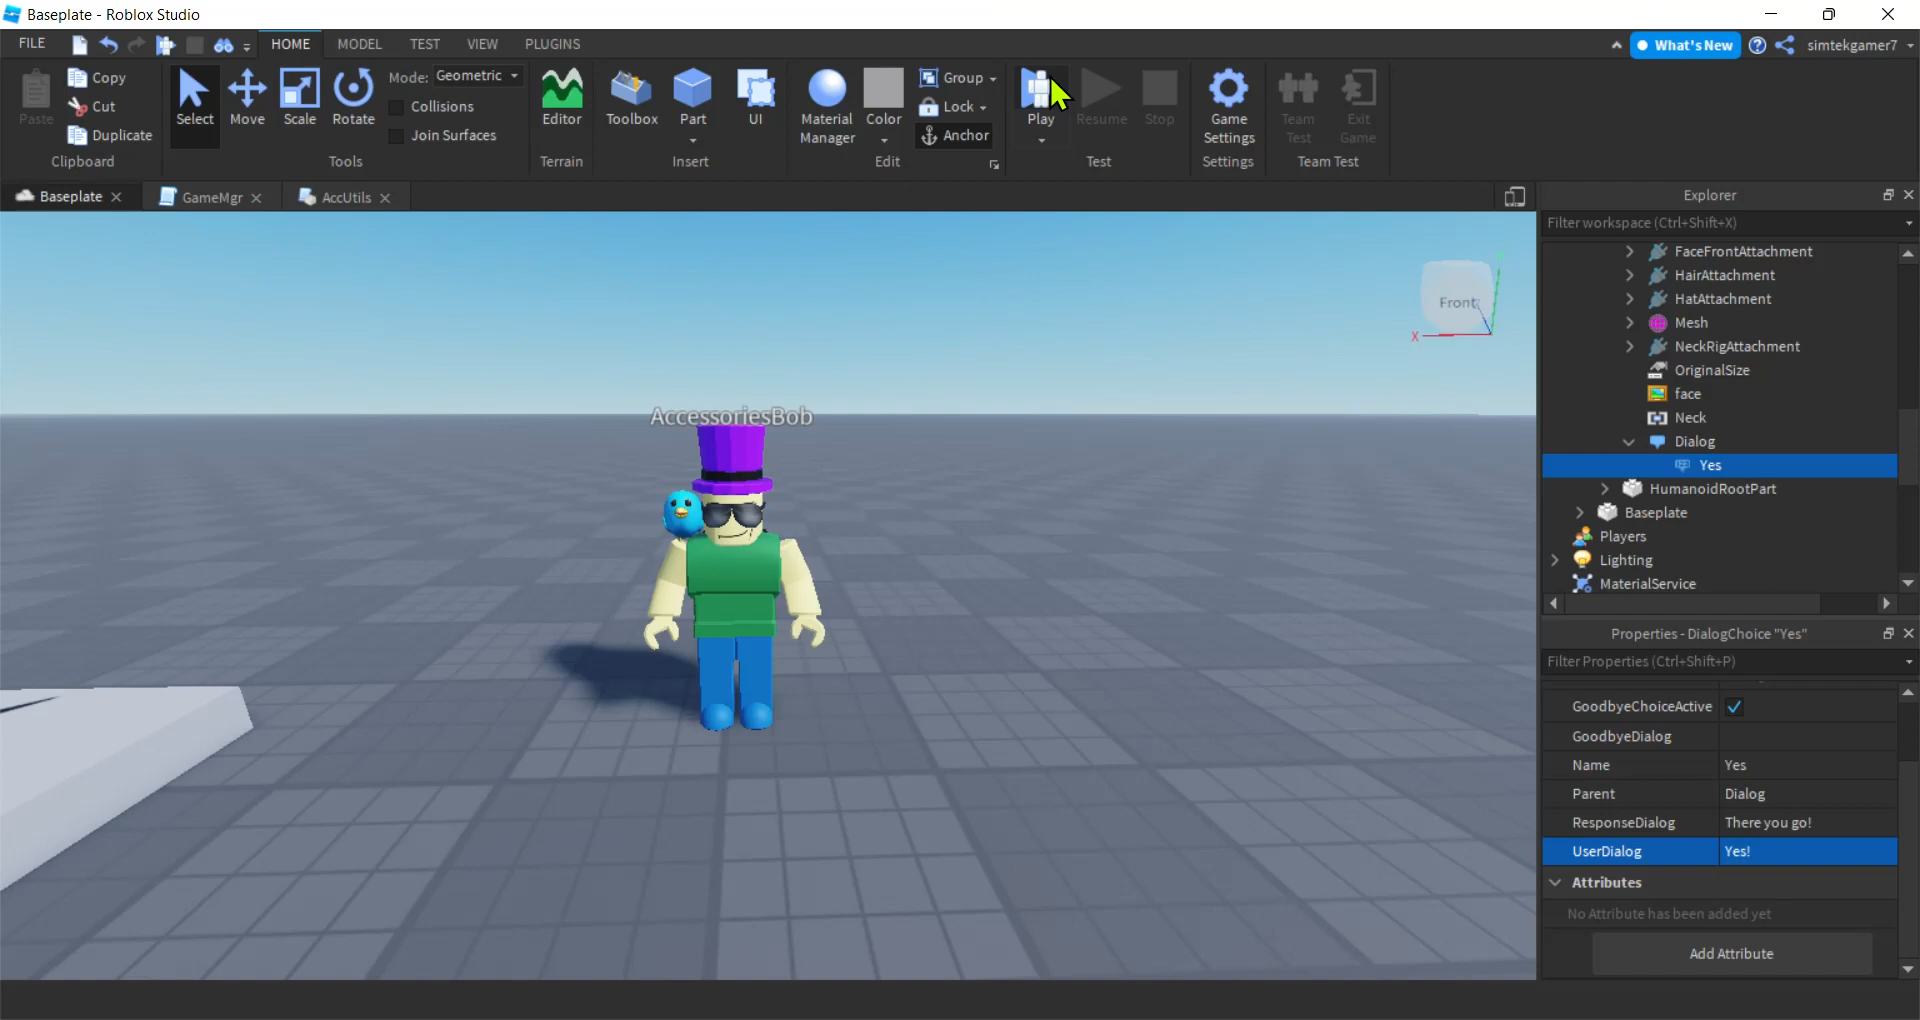 Baseplate - Roblox Studio
FILE
HOME
MODEL
TEST
VIEW
PLUGINS
What's New
simtekgamer7
Paste
Copy
Cut
Duplicate
Clipboard
Select
Move
Scale
Rotate
Mode: Geometric
Collisions
Join Surfaces
Tools
Editor
Terrain
Toolbox
Part
UI
Insert
Material
Manager
Color
Group
Lock
Anchor
Edit
Play
Resume
Stop
Test
Game
Settings
Settings
Team
Test
Exit
Game
Team Test
Baseplate
GameMgr
AccUtils
AccessoriesBob
Front
X
Explorer
Filter workspace (Ctrl+Shift+X)
FaceFrontAttachment
HairAttachment
HatAttachment
Mesh
NeckRigAttachment
OriginalSize
face
Neck
Dialog
Yes
HumanoidRootPart
Baseplate
Players
Lighting
MaterialService
Properties - DialogChoice "Yes"
Filter Properties (Ctrl+Shift+P)
GoodbyeChoiceActive
GoodbyeDialog
Name Yes
Parent Dialog
ResponseDialog There you go!
UserDialog Yes!
Attributes
No Attribute has been added yet
Add Attribute